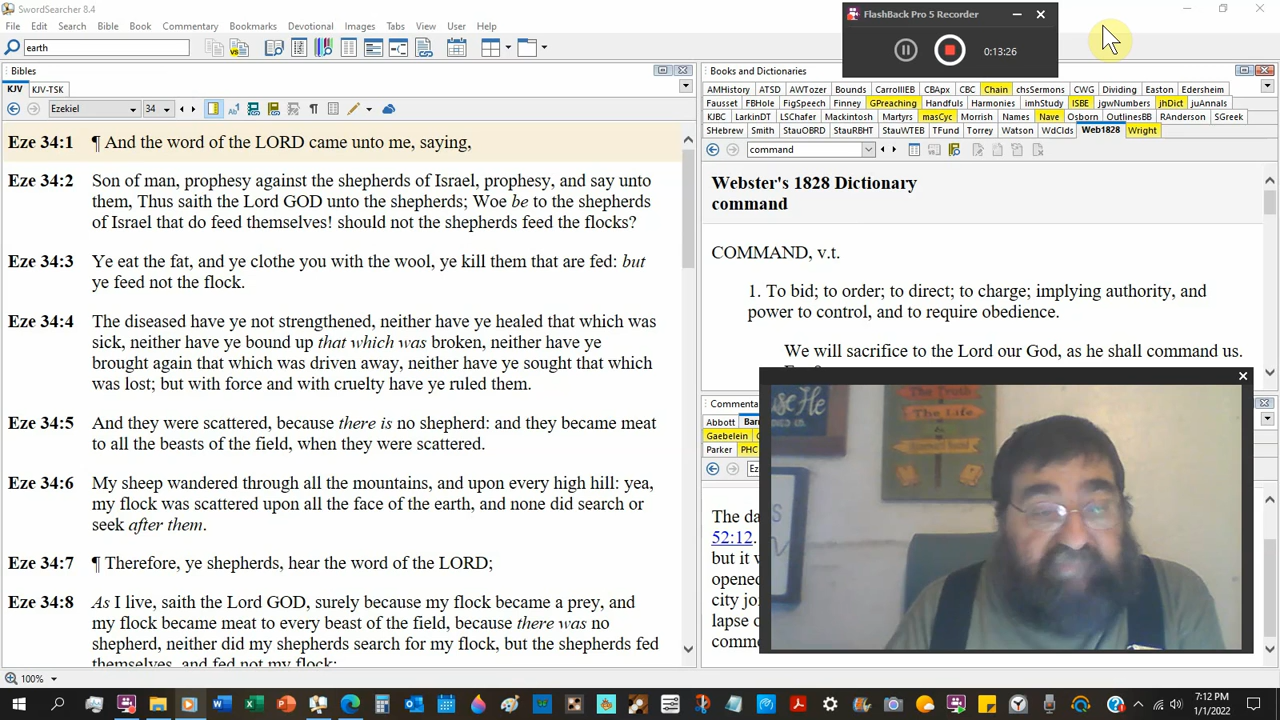 SwordSearcher 8.4
File Edit Search Bible Book Commentary Bookmarks Devotional Images Tabs View User Help
earth
FlashBack Pro 5 Recorder
0:13:26
Bibles
KJV KJV-TSK
Ezekiel 34
Eze 34:1 ¶ And the word of the LORD came unto me, saying,
Eze 34:2 Son of man, prophesy against the shepherds of Israel, prophesy, and say unto
them, Thus saith the Lord GOD unto the shepherds; Woe be to the shepherds
of Israel that do feed themselves! should not the shepherds feed the flocks?
Eze 34:3 Ye eat the fat, and ye clothe you with the wool, ye kill them that are fed: but
ye feed not the flock.
Eze 34:4 The diseased have ye not strengthened, neither have ye healed that which was
sick, neither have ye bound up that which was broken, neither have ye
brought again that which was driven away, neither have ye sought that which
was lost; but with force and with cruelty have ye ruled them.
Eze 34:5 And they were scattered, because there is no shepherd: and they became meat
to all the beasts of the field, when they were scattered.
Eze 34:6 My sheep wandered through all the mountains, and upon every high hill: yea,
my flock was scattered upon all the face of the earth, and none did search or
seek after them.
Eze 34:7 ¶ Therefore, ye shepherds, hear the word of the LORD;
Eze 34:8 As I live, saith the Lord GOD, surely because my flock became a prey, and
my flock became meat to every beast of the field, because there was no
shepherd, neither did my shepherds search for my flock, but the shepherds fed
themselves, and fed not my flock;
100%
Books and Dictionaries
AMHistory ATSD AWTozer Bounds CarrollIEB CBApx CBC Chain chsSermons CWG Dividing Easton Edersheim
Fausset FBHole FigSpeech Finney GPreaching Handfuls Harmonies imhStudy ISBE jgwNumbers jhDict juAnnals
KJBC LarkinDT LSChafer Mackintosh Martyrs masCyc Morrish Names Nave Osborn OutlinesBB RAnderson SGreek
SHebrew Smith StauOBRD StauRBHT StauWTEB TFund Torrey Watson WdClds Web1828 Wright
command
Webster's 1828 Dictionary
command
COMMAND, v.t.
1. To bid; to order; to direct; to charge; implying authority, and
power to control, and to require obedience.
We will sacrifice to the Lord our God, as he shall command us.
Commenta
Abbott
Gaebelein
Parker PHC
Ez
The da
52:12.
but it w
opened
city jo
lapse o
comme
use He
The Truth
The Life
7:12 PM
1/1/2022